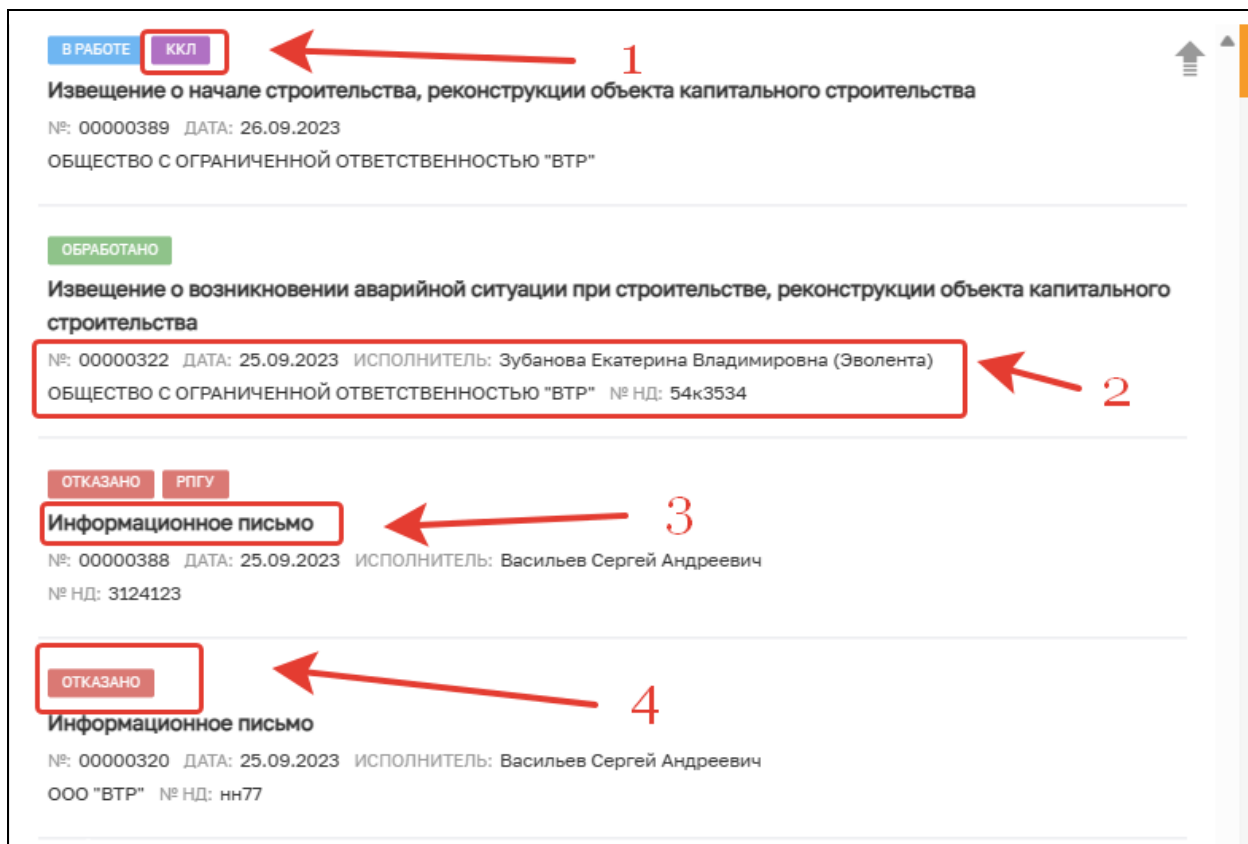 В РАБОТЕ ККЛ 1
Извещение о начале строительства, реконструкции объекта капитального строительства
№: 00000389 ДАТА: 26.09.2023
ОБЩЕСТВО С ОГРАНИЧЕННОЙ ОТВЕТСТВЕННОСТЬЮ "ВТР"
ОБРАБОТАНО
Извещение о возникновении аварийной ситуации при строительстве, реконструкции объекта капитального
строительства
№: 00000322 ДАТА: 25.09.2023 ИСПОЛНИТЕЛЬ: Зубанова Екатерина Владимировна (Эволента)
ОБЩЕСТВО С ОГРАНИЧЕННОЙ ОТВЕТСТВЕННОСТЬЮ "ВТР" № НД: 54к3534 2
ОТКАЗАНО РПГУ
Информационное письмо 3
№: 00000388 ДАТА: 25.09.2023 ИСПОЛНИТЕЛЬ: Васильев Сергей Андреевич
№ НД: 3124123
ОТКАЗАНО 4
Информационное письмо
№: 00000320 ДАТА: 25.09.2023 ИСПОЛНИТЕЛЬ: Васильев Сергей Андреевич
ООО "ВТР" № НД: нн77